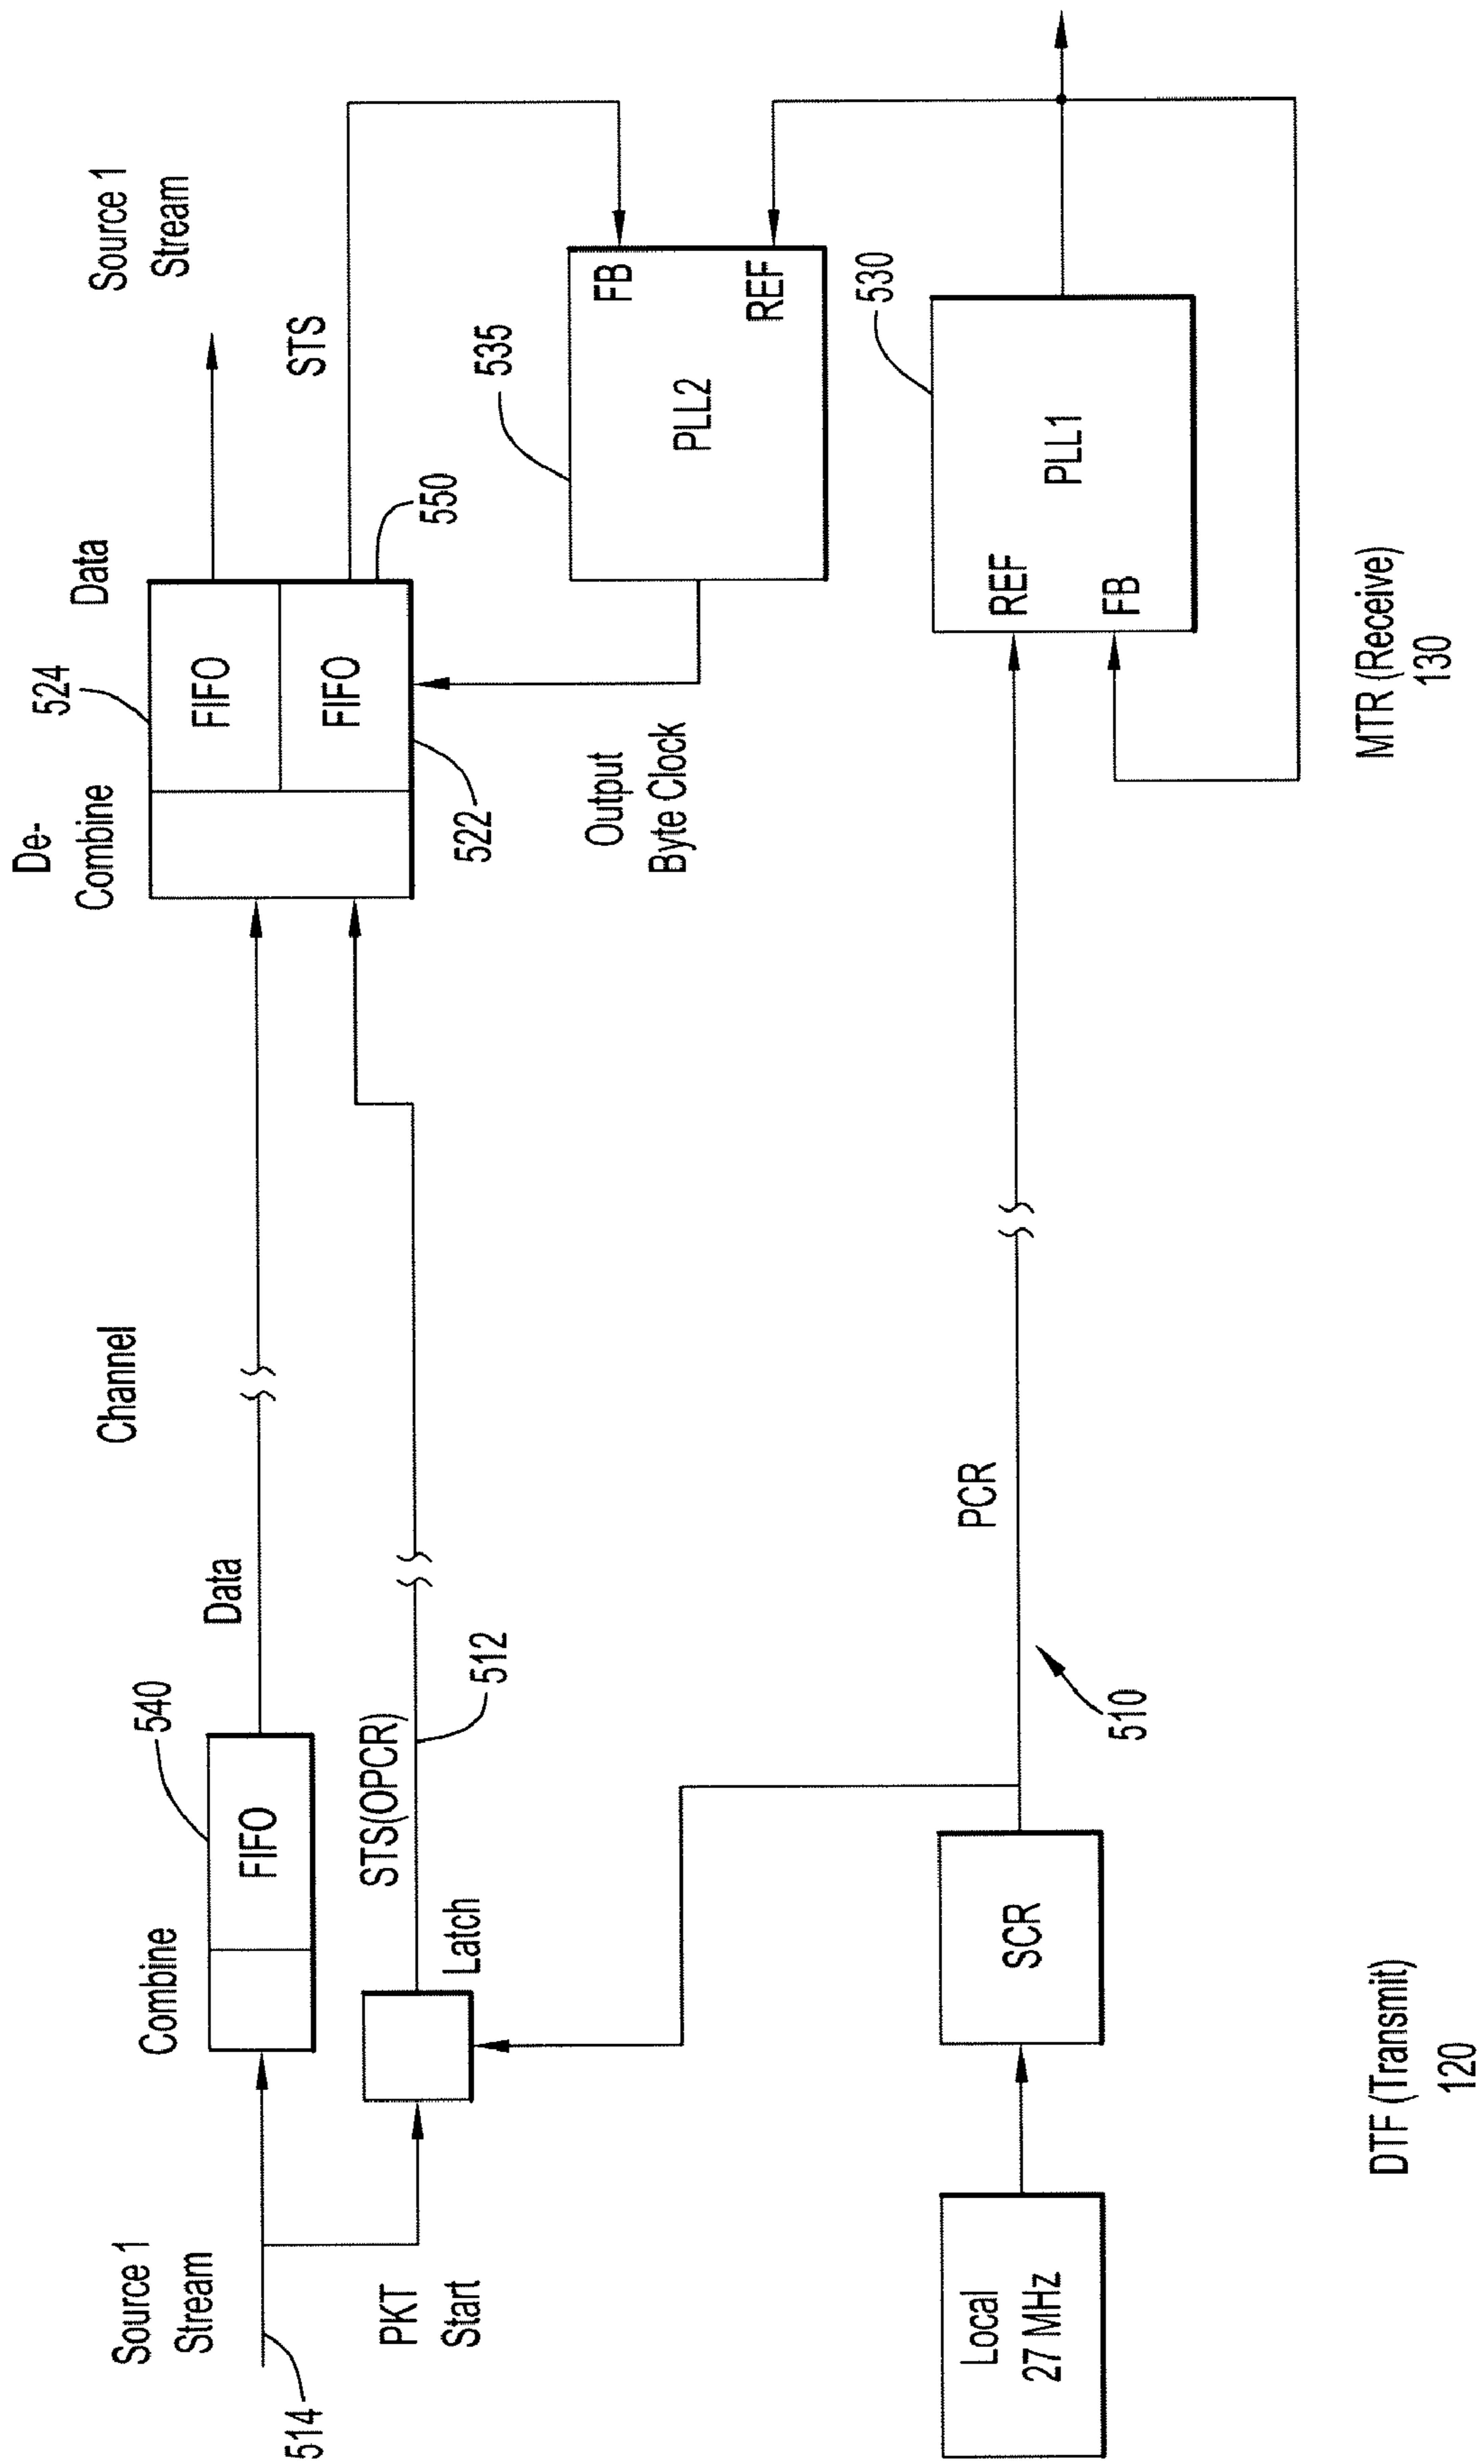 Source 1
Stream
514
PKT
Start
Combine
FIFO
540
Data
Latch
STS(OPCR)
512
Local
27 MHz
SCR
PCR
510
Channel
De-
Combine
524
Data
FIFO
FIFO
522
550
STS
Source 1
Stream
Output
Byte Clock
535
PLL2
FB
REF
530
PLL1
REF
FB
DTF (Transmit)
120
MTR (Receive)
130